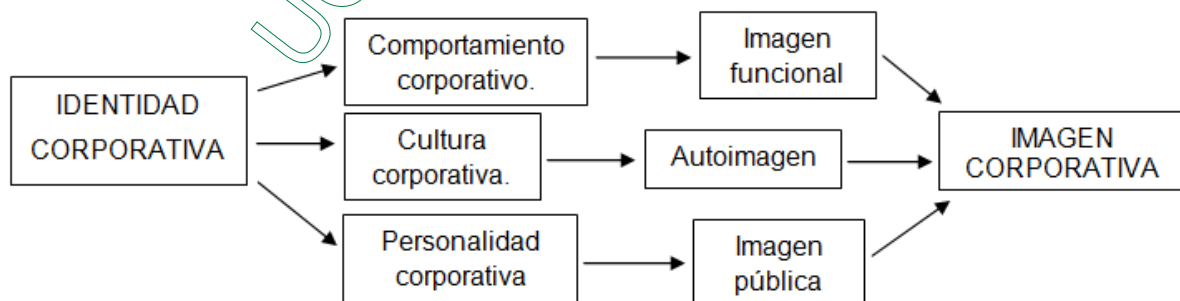 IDENTIDAD
CORPORATIVA
Comportamiento
corporativo.
Imagen
funcional
Cultura
corporativa.
Autoimagen
Personalidad
corporativa
Imagen
pública
IMAGEN
CORPORATIVA